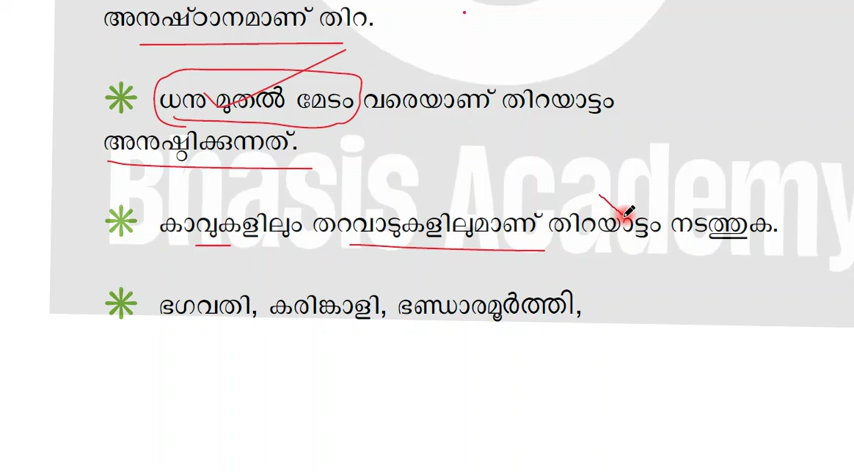 അനുഷ്ഠാനമാണ് തിറ.
ധനു മുതൽ മേടം വരെയാണ് തിറയാട്ടം
അനുഷ്ഠിക്കുന്നത്.
Bhasis Academy
കാവുകളിലും തറവാടുകളിലുമാണ് തിറയാട്ടം നടത്തുക.
ഭഗവതി, കരിങ്കാളി, ഭണ്ഡാരമൂർത്തി,